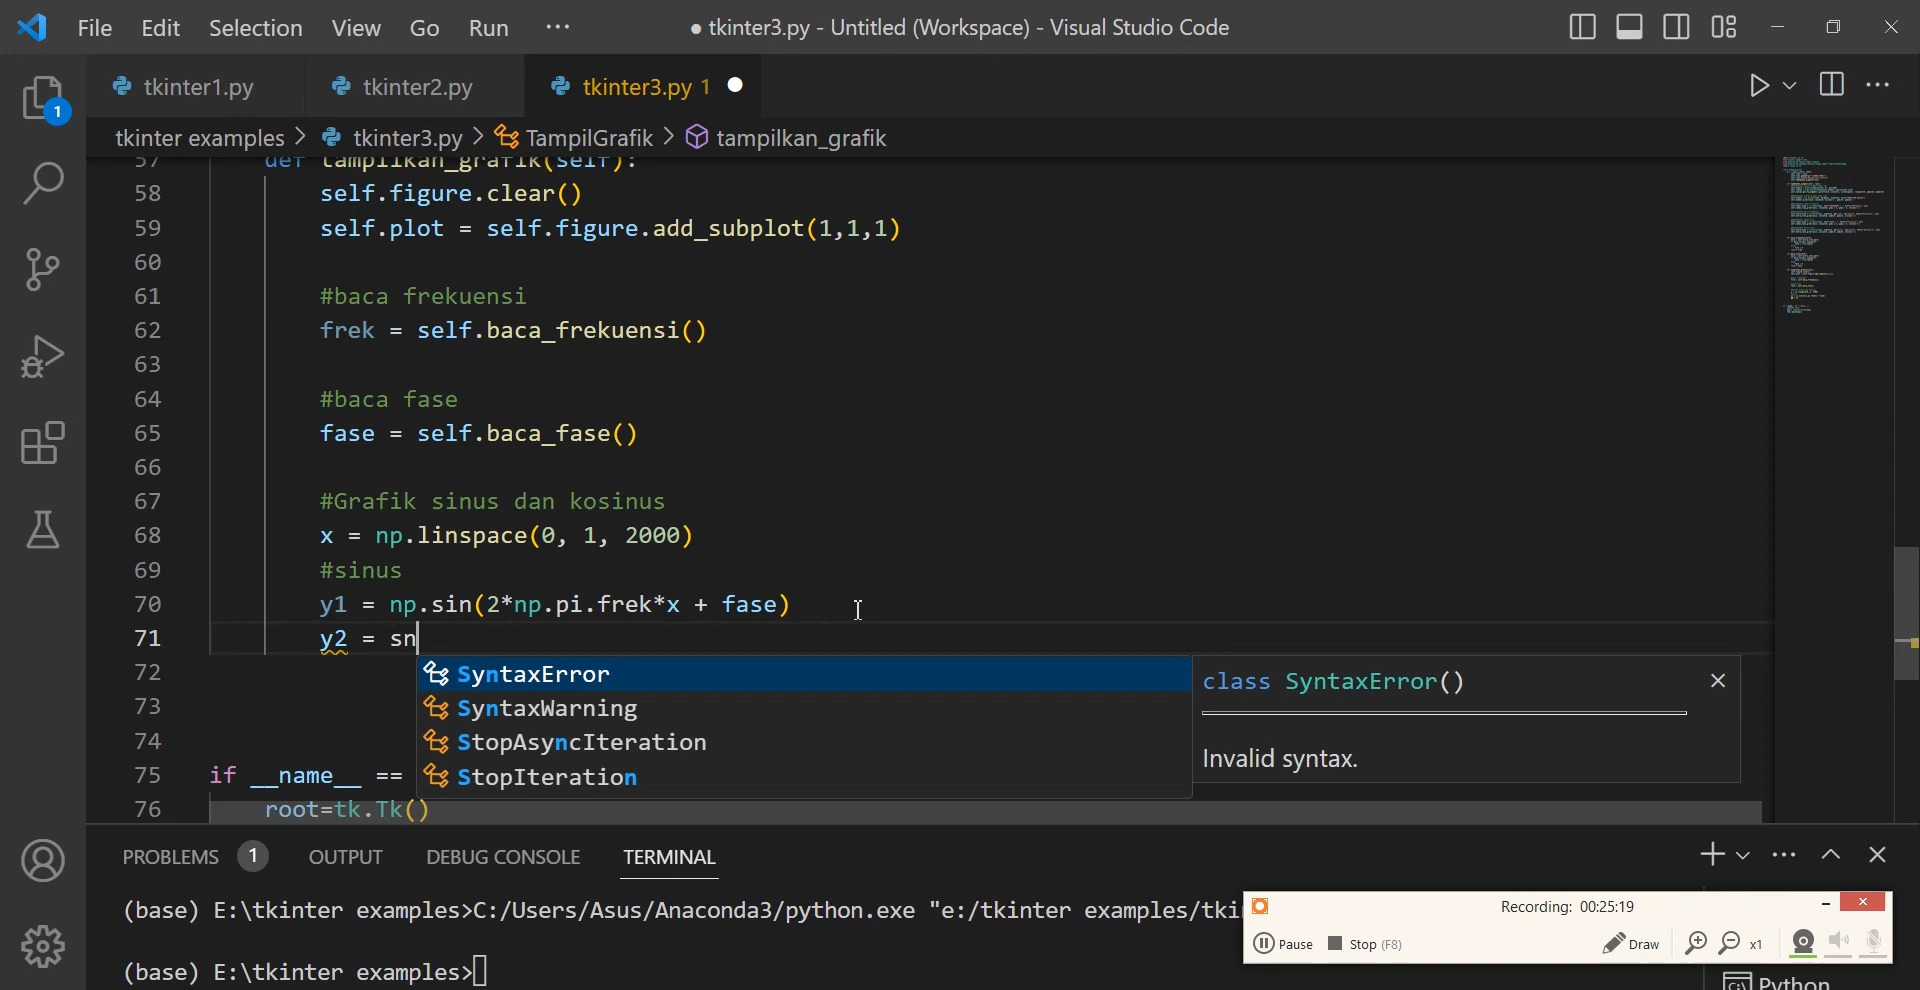 File Edit Selection View Go Run ··· ● tkinter3.py - Untitled (Workspace) - Visual Studio Code
1
tkinter1.py tkinter2.py tkinter3.py 1 ●
tkinter examples > tkinter3.py > TampilGrafik > tampilkan_grafik
57 def tampilkan_grafik(self):
58 self.figure.clear()
59 self.plot = self.figure.add_subplot(1,1,1)
60
61 #baca frekuensi
62 frek = self.baca_frekuensi()
63
64 #baca fase
65 fase = self.baca_fase()
66
67 #Grafik sinus dan kosinus
68 x = np.linspace(0, 1, 2000)
69 #sinus
70 y1 = np.sin(2*np.pi.frek*x + fase)
71 y2 = sn
72
73
74
75 if __name__ ==
76 root=tk.Tk()
SyntaxError
SyntaxWarning
StopAsyncIteration
StopIteration
class SyntaxError()
Invalid syntax.
PROBLEMS 1 OUTPUT DEBUG CONSOLE TERMINAL
(base) E:\tkinter examples>C:/Users/Asus/Anaconda3/python.exe "e:/tkinter examples/tki
(base) E:\tkinter examples>
Recording: 00:25:19
Pause Stop (F8) Draw x1
Python